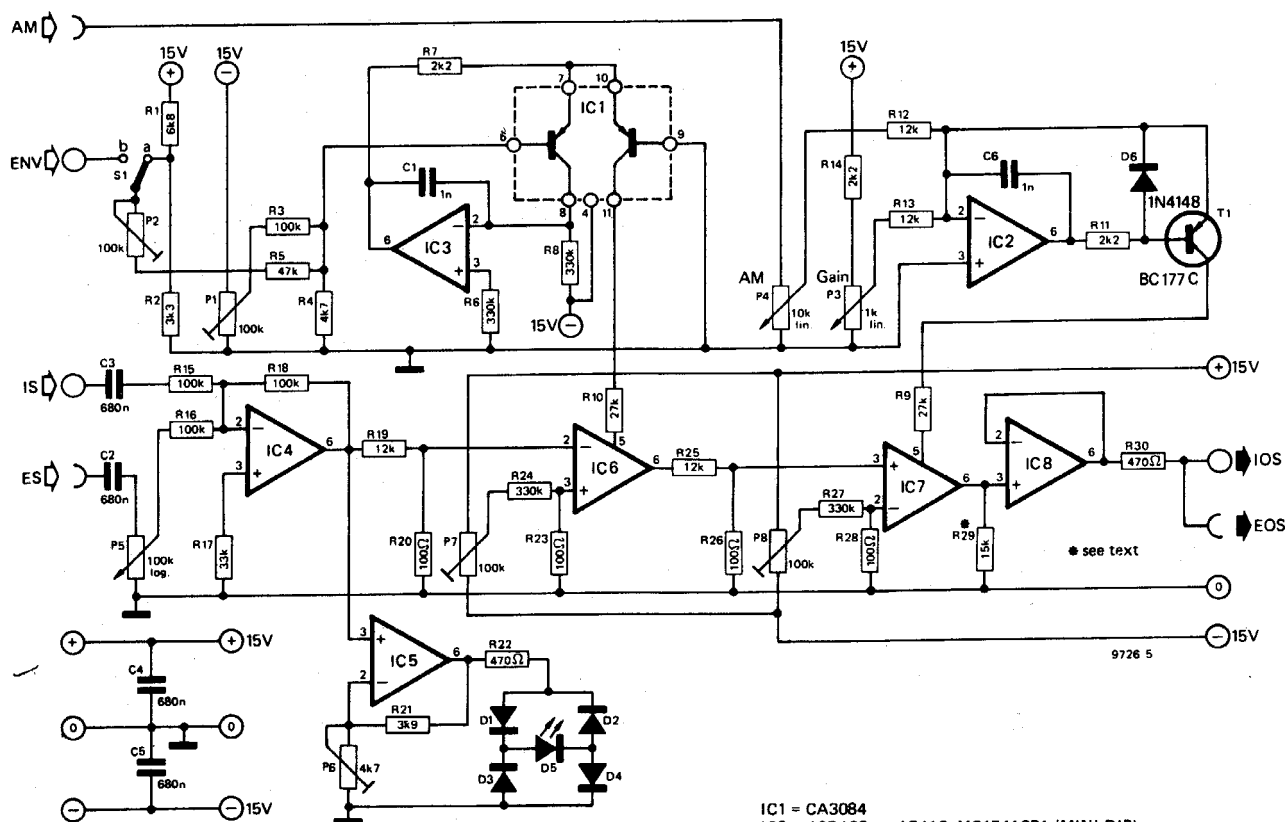 AM
15V
15V
R7
2k2
7
10
IC1
15V
R1
6k8
6
9
R12
12k
ENV
b
a
S1
C1
1n
R14
2k2
C6
1n
D6
1N4148
T1
P2
100k
R3
100k
8
4
11
R13
12k
2
6
R11
2k2
6
IC3
2
3
R8
330k
IC2
3
BC177C
R5
47k
AM
Gain
R2
3k3
P1
100k
R4
4k7
R6
330k
15V
P4
10k
lin.
P3
1k
lin.
C3
680n
R15
100k
R18
100k
15V
IS
R16
100k
R10
27k
R9
27k
2
IC4
6
R19
12k
2
5
IC6
6
R25
12k
3
5
IC7
6
2
IC8
6
3
R30
470Ω
IOS
ES
C2
680n
3
R24
330k
3
R27
330k
2
EOS
P5
100k
log.
R17
33k
R20
100Ω
P7
100k
R23
100Ω
R26
100Ω
P8
100k
R28
100Ω
*
R29
15k
* see text
0
15V
9726 5
15V
C4
680n
0
0
C5
680n
15V
3
IC5
6
2
R22
470Ω
R21
3k9
P6
4k7
D1
D2
D5
D3
D4
IC1 = CA3084